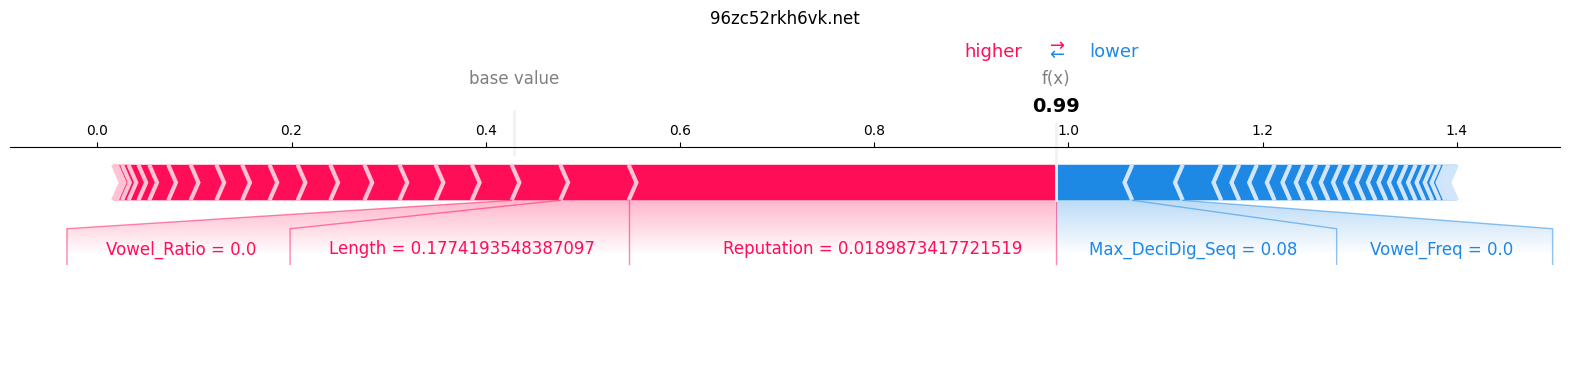 96zc52rkh6vk.net
higher ⇄ lower
base value f(x)
0.99
0.0 0.2 0.4 0.6 0.8 1.0 1.2 1.4
Vowel_Ratio = 0.0 Length = 0.1774193548387097 Reputation = 0.0189873417721519 Max_DeciDig_Seq = 0.08 Vowel_Freq = 0.0